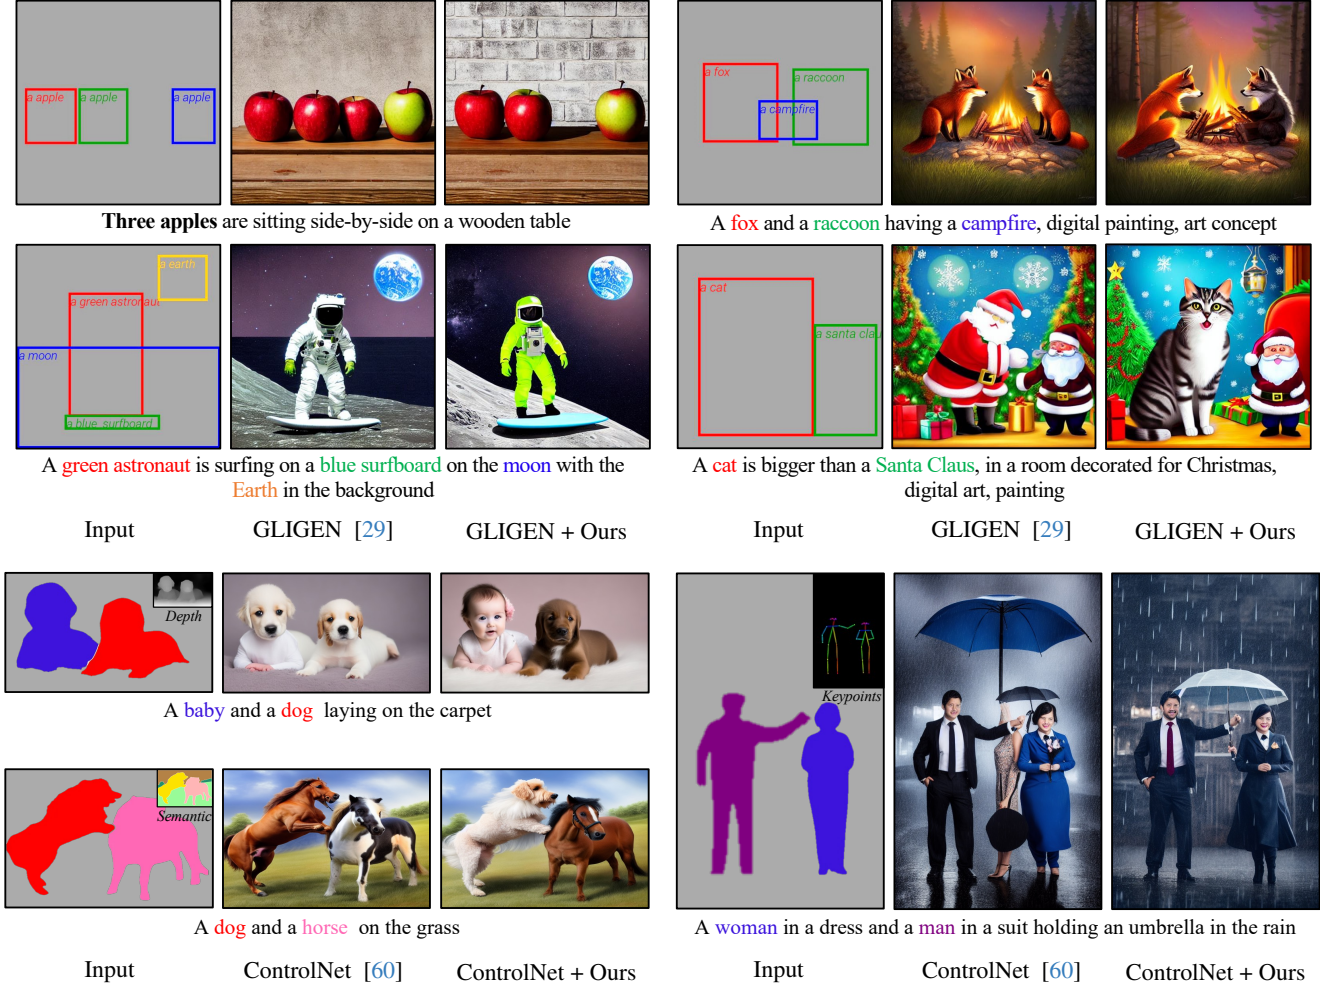 a apple
a apple
a apple
a fox
a raccoon
a campfire
Three apples are sitting side-by-side on a wooden table
A fox and a raccoon having a campfire, digital painting, art concept
a earth
a green astronaut
a moon
a blue surfboard
a cat
a santa clau
A green astronaut is surfing on a blue surfboard on the moon with the
Earth in the background
A cat is bigger than a Santa Claus, in a room decorated for Christmas,
digital art, painting
Input
GLIGEN [29]
GLIGEN + Ours
Input
GLIGEN [29]
GLIGEN + Ours
Depth
A baby and a dog laying on the carpet
Semantic
A dog and a horse on the grass
Keypoints
A woman in a dress and a man in a suit holding an umbrella in the rain
Input
ControlNet [60]
ControlNet + Ours
Input
ControlNet [60]
ControlNet + Ours